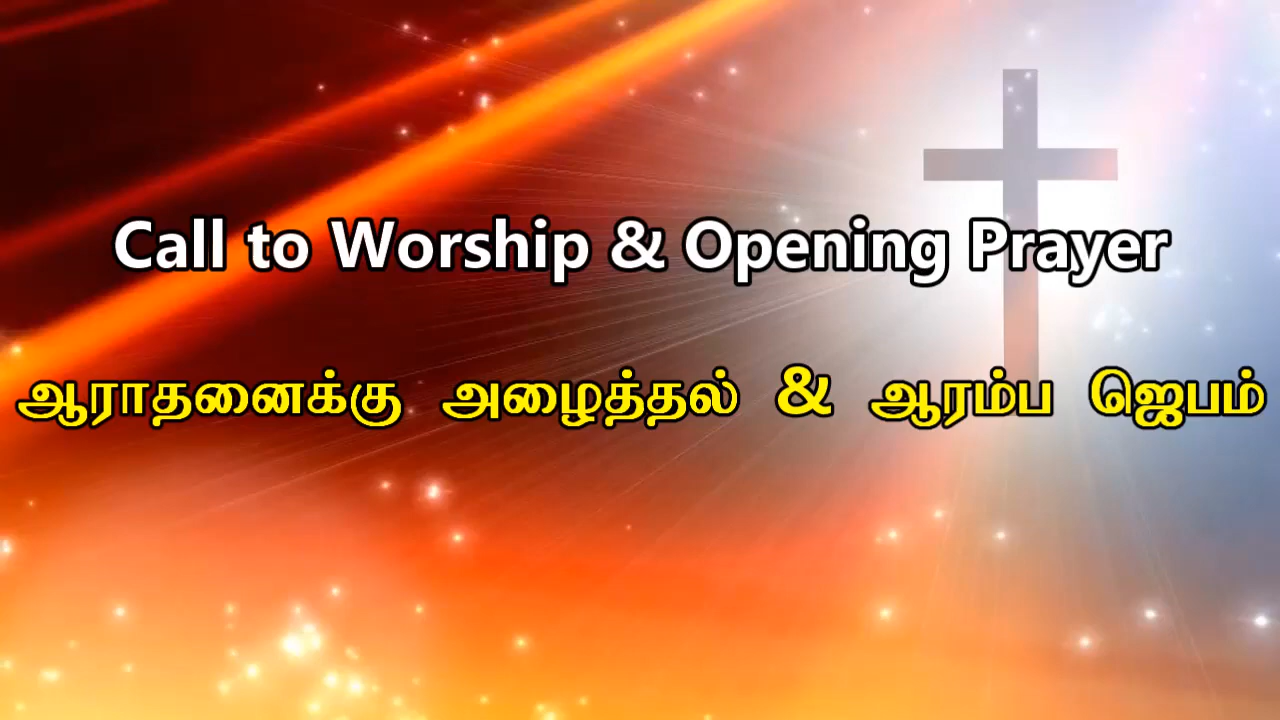 Call to Worship & Opening Prayer
ஆராதனைக்கு அழைத்தல் & ஆரம்ப ஜெபம்